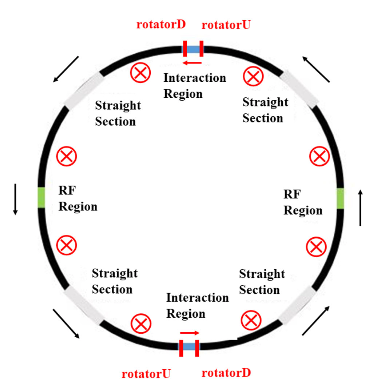 rotatorD rotatorU
Interaction
Region
Straight
Section
Straight
Section
RF
Region
RF
Region
Straight
Section
Straight
Section
Interaction
Region
rotatorU rotatorD